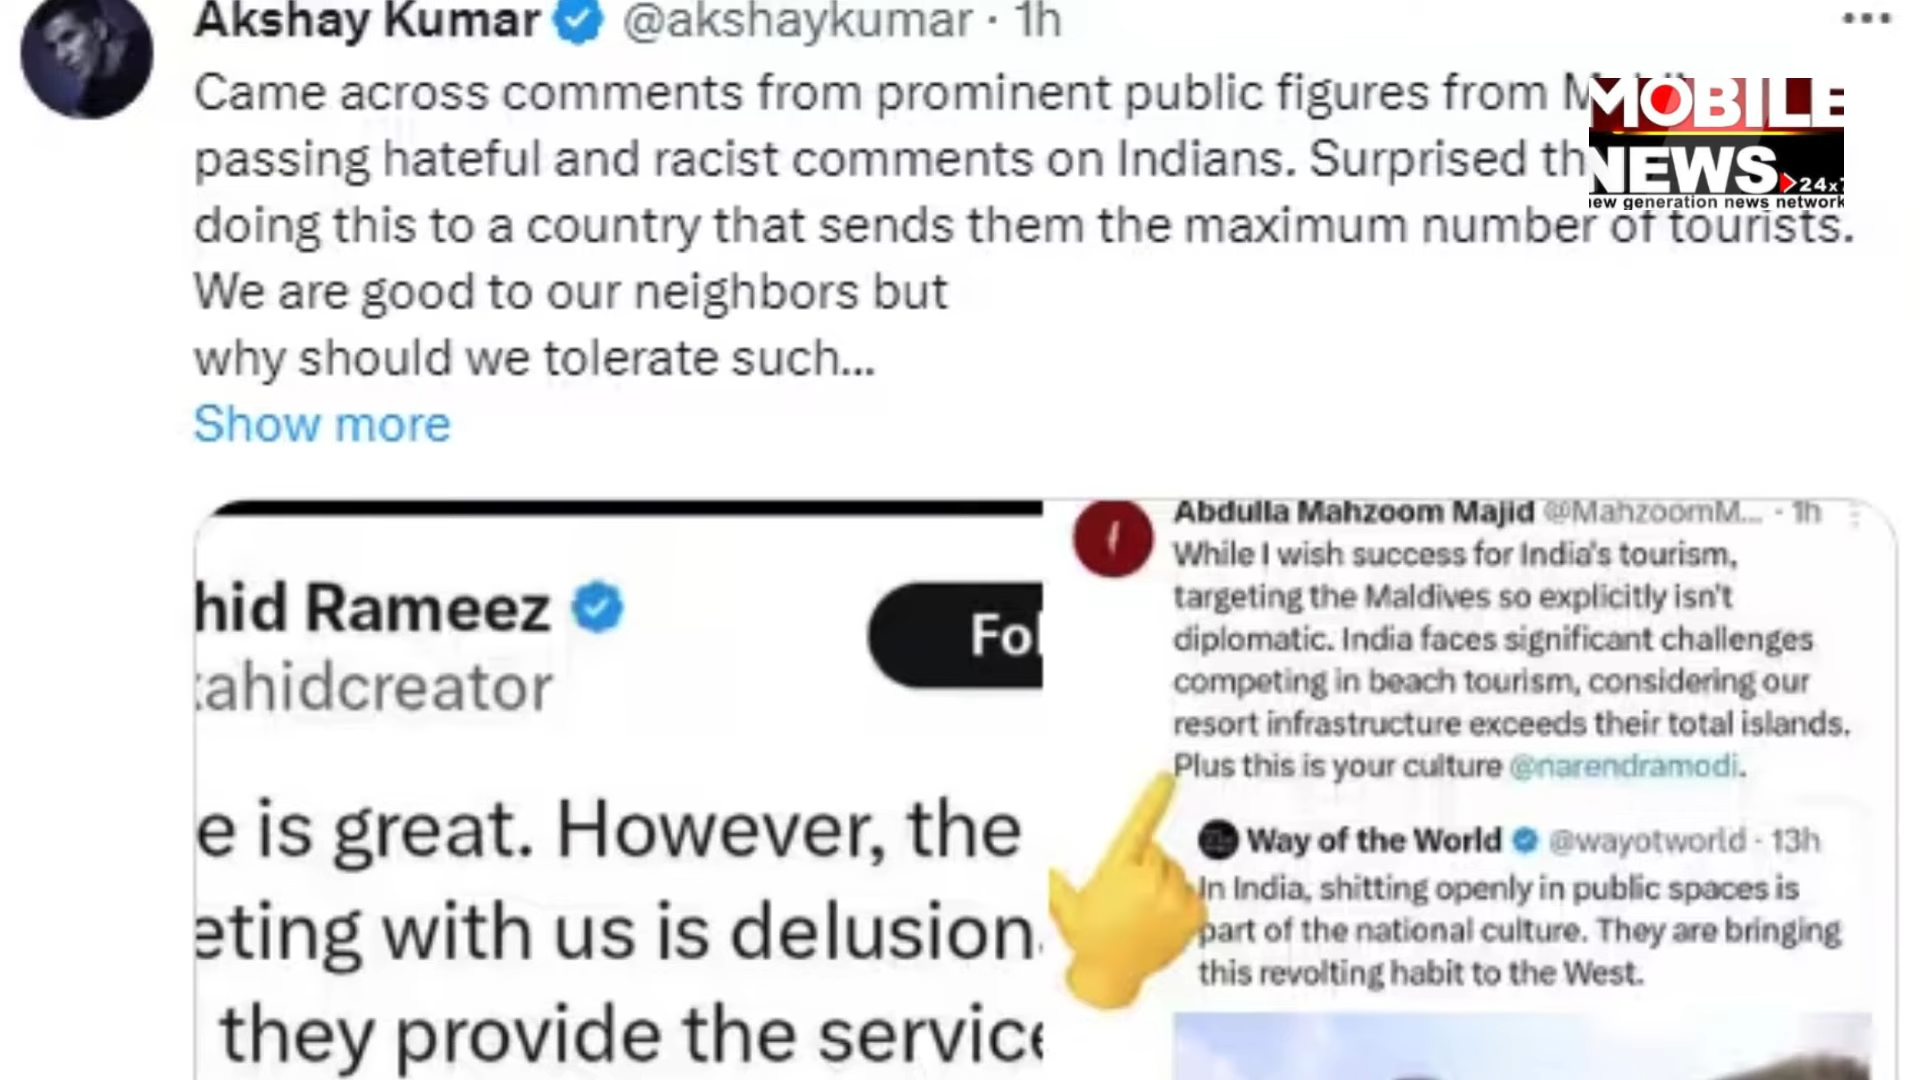 Akshay Kumar @akshaykumar · 1h
Came across comments from prominent public figures from
passing hateful and racist comments on Indians. Surprised
doing this to a country that sends them the maximum number of tourists.
We are good to our neighbors but
why should we tolerate such...
Show more
MOBILE
NEWS 24x7
new generation news network
hid Rameez
ahidcreator
Fol
e is great. However, the
eting with us is delusion
they provide the service
Abdulla Mahzoom Majid @MahzoomM... · 1h
While I wish success for India's tourism,
targeting the Maldives so explicitly isn't
diplomatic. India faces significant challenges
competing in beach tourism, considering our
resort infrastructure exceeds their total islands.
Plus this is your culture @narendramodi.
Way of the World @wayotworld · 13h
In India, shitting openly in public spaces is
part of the national culture. They are bringing
this revolting habit to the West.